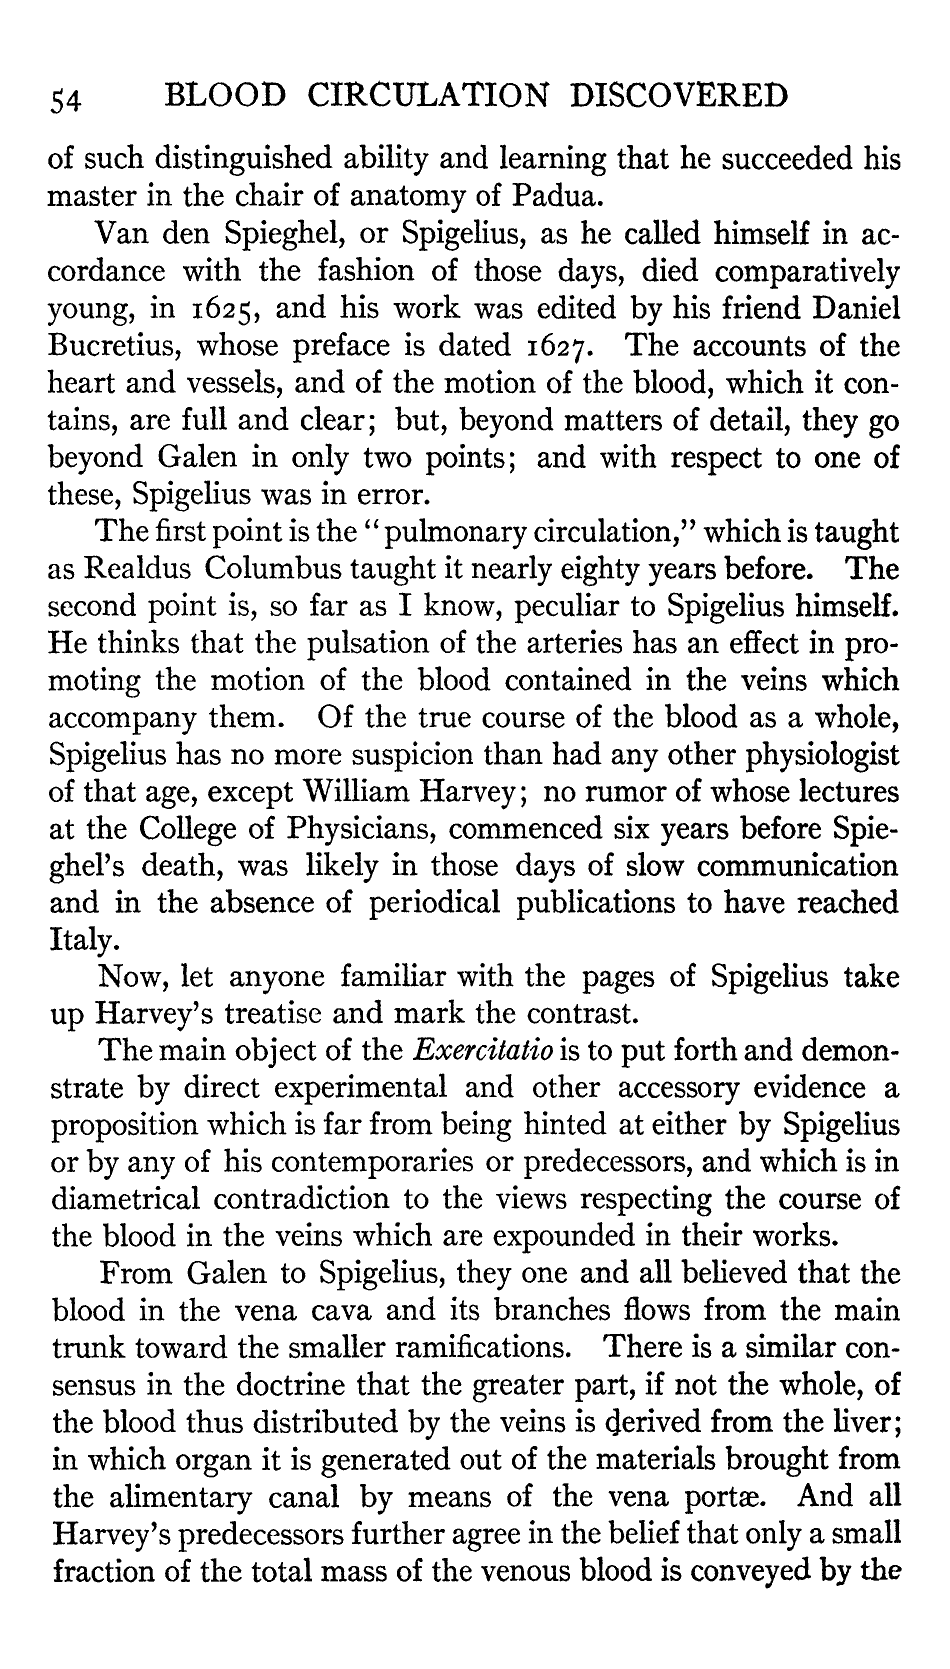 54 BLOOD CIRCULATION DISCOVERED
of such distinguished ability and learning that he succeeded his
master in the chair of anatomy of Padua.
Van den Spieghel, or Spigelius, as he called himself in ac-
cordance with the fashion of those days, died comparatively
young, in 1625, and his work was edited by his friend Daniel
Bucretius, whose preface is dated 1627. The accounts of the
heart and vessels, and of the motion of the blood, which it con-
tains, are full and clear; but, beyond matters of detail, they go
beyond Galen in only two points; and with respect to one of
these, Spigelius was in error.
The first point is the "pulmonary circulation," which is taught
as Realdus Columbus taught it nearly eighty years before. The
second point is, so far as I know, peculiar to Spigelius himself.
He thinks that the pulsation of the arteries has an effect in pro-
moting the motion of the blood contained in the veins which
accompany them. Of the true course of the blood as a whole,
Spigelius has no more suspicion than had any other physiologist
of that age, except William Harvey; no rumor of whose lectures
at the College of Physicians, commenced six years before Spie-
ghel's death, was likely in those days of slow communication
and in the absence of periodical publications to have reached
Italy.
Now, let anyone familiar with the pages of Spigelius take
up Harvey's treatise and mark the contrast.
The main object of the Exercitatio is to put forth and demon-
strate by direct experimental and other accessory evidence a
proposition which is far from being hinted at either by Spigelius
or by any of his contemporaries or predecessors, and which is in
diametrical contradiction to the views respecting the course of
the blood in the veins which are expounded in their works.
From Galen to Spigelius, they one and all believed that the
blood in the vena cava and its branches flows from the main
trunk toward the smaller ramifications. There is a similar con-
sensus in the doctrine that the greater part, if not the whole, of
the blood thus distributed by the veins is derived from the liver;
in which organ it is generated out of the materials brought from
the alimentary canal by means of the vena portæ. And all
Harvey's predecessors further agree in the belief that only a small
fraction of the total mass of the venous blood is conveyed by the